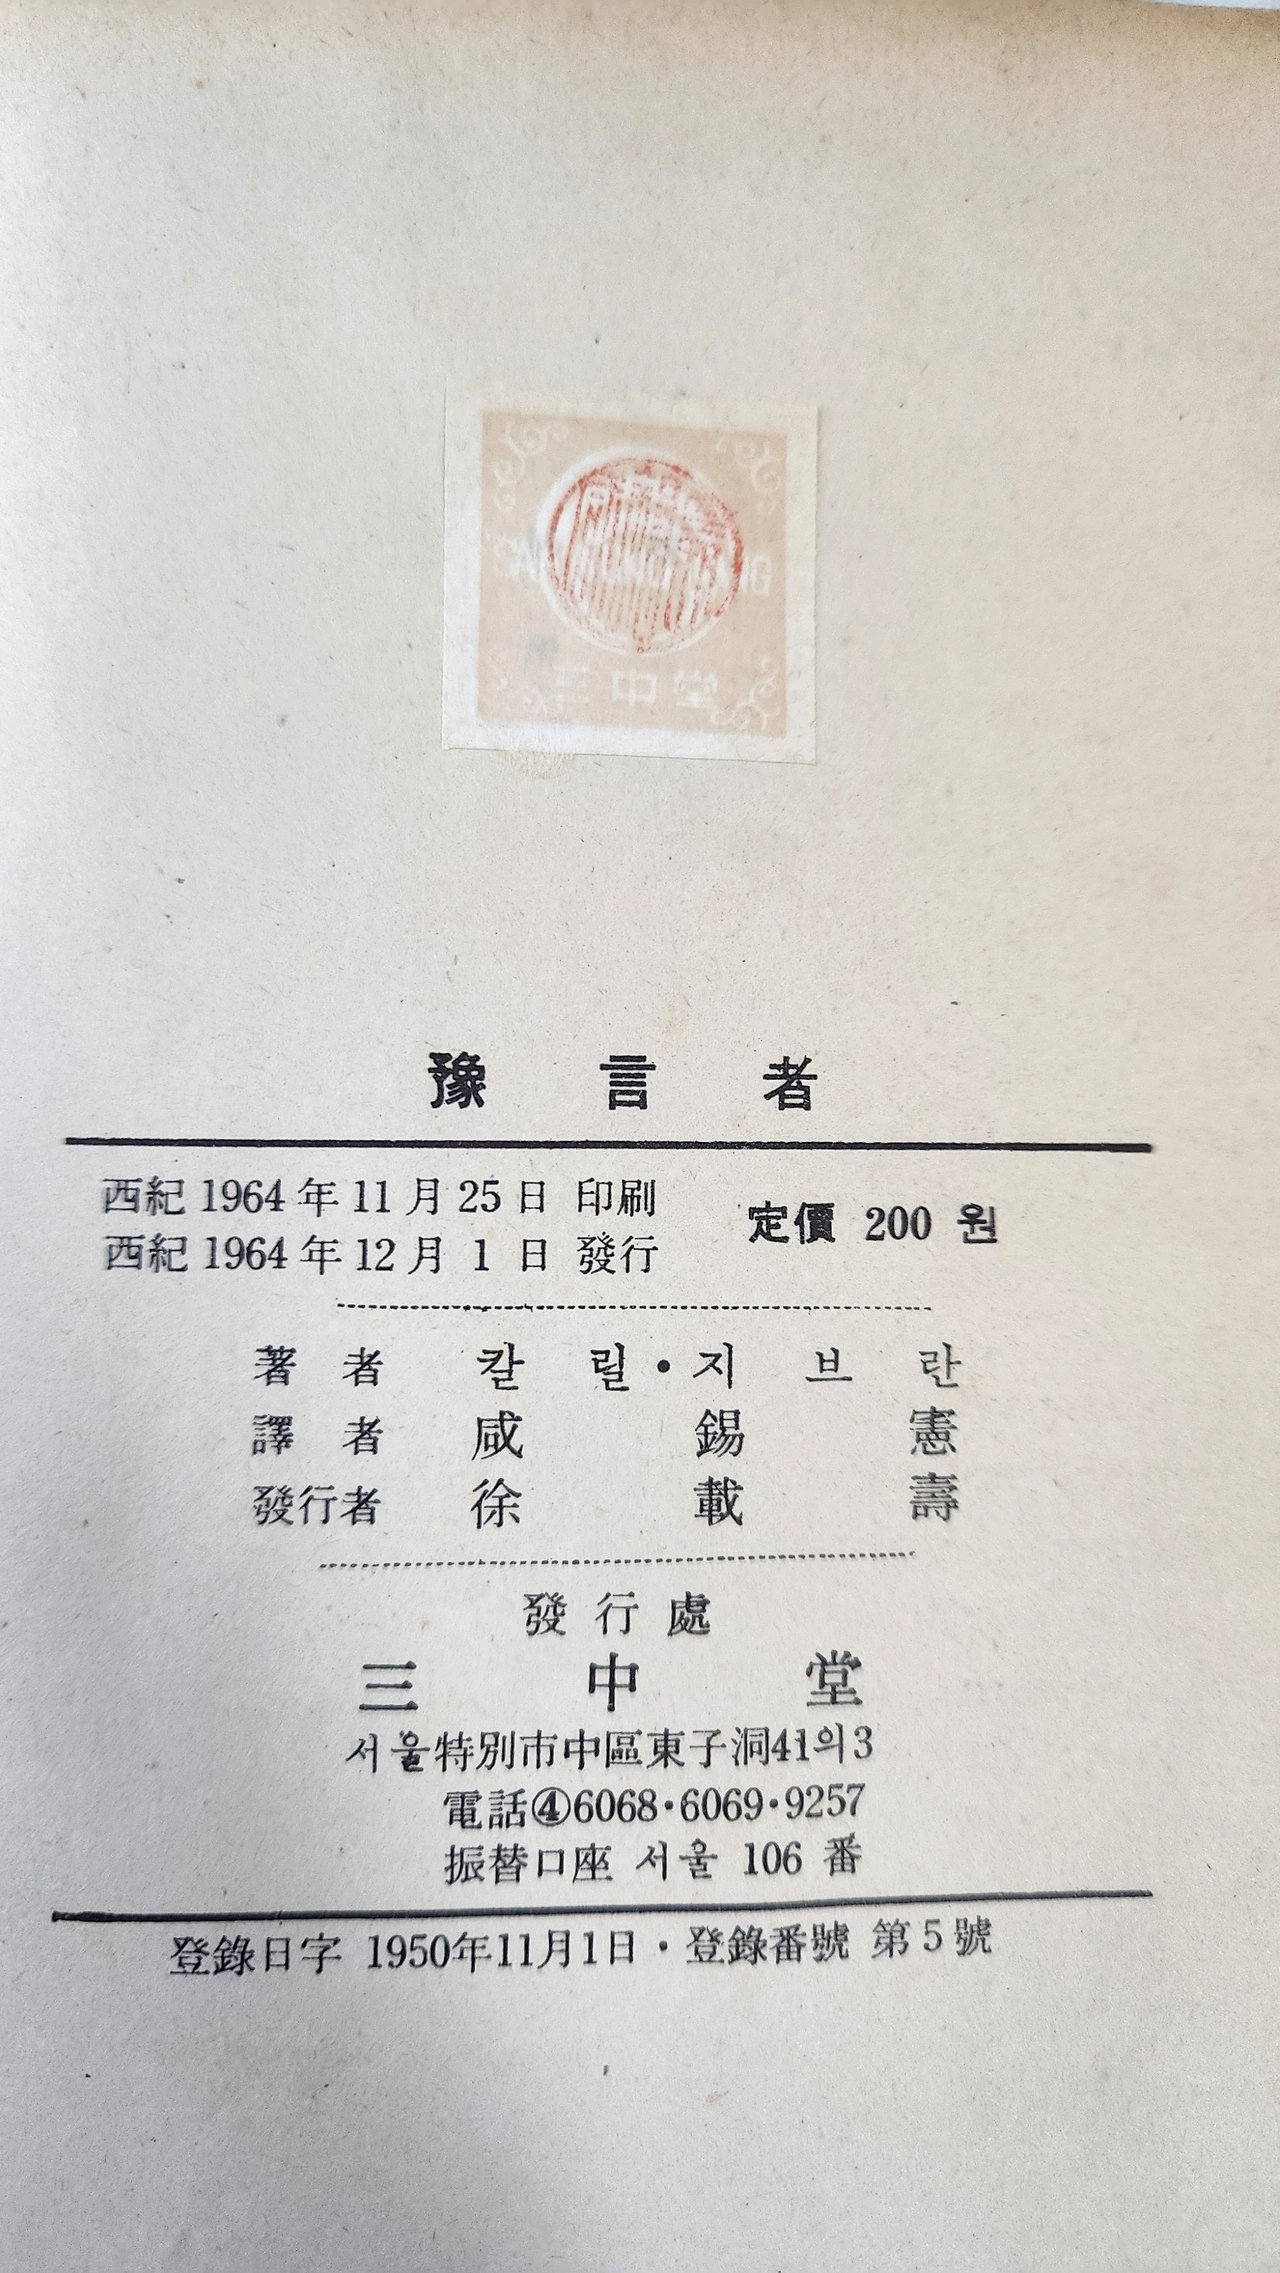 三中堂
豫言者
西紀 1964 年 11 月 25 日 印刷
西紀 1964 年 12 月 1 日 發行
定價 200 원
著者 칼릴·지브란
譯者 咸錫憲
發行者 徐載壽
發行處
三中堂
서울特別市中區東子洞41의3
電話④6068·6069·9257
振替口座 서울 106 番
登錄日字 1950年11月1日·登錄番號 第5號